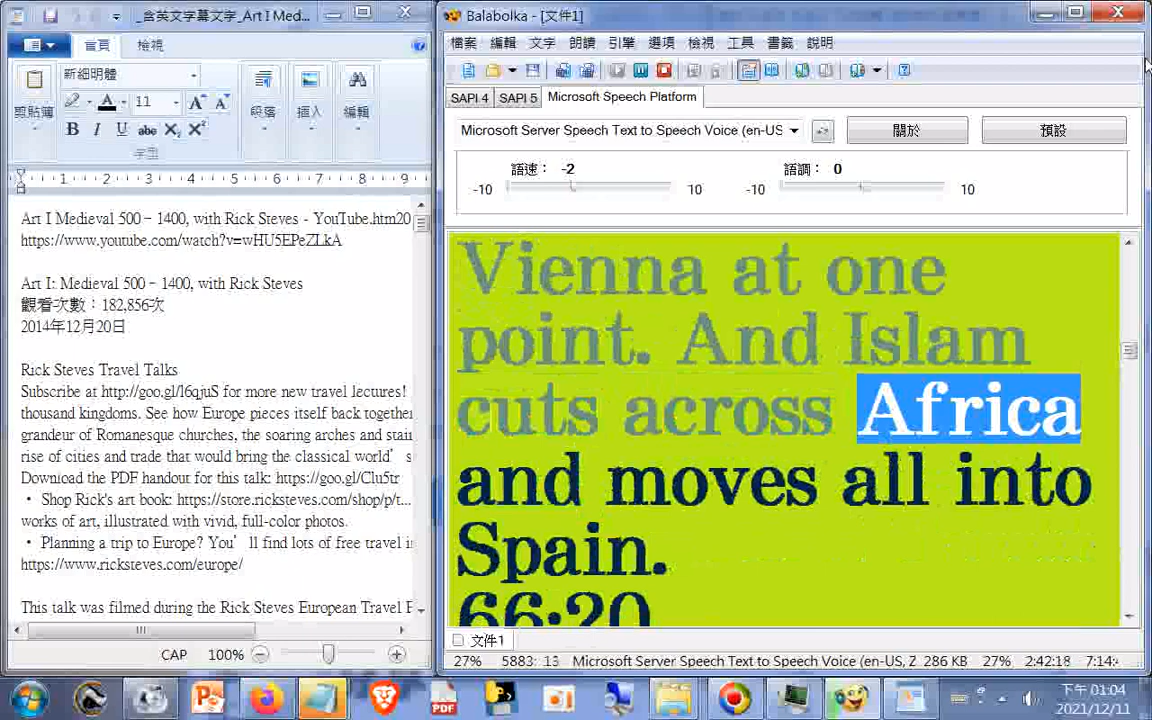 _含英文字幕文字_Art I Med...
首頁
檢視
新細明體
11
剪貼簿
段落
插入
編輯
B I U abc X₂ X²
字型
1 2 3 4 5 6 7 8 9
Art I Medieval 500–1400, with Rick Steves - YouTube.htm20
https://www.youtube.com/watch?v=wHU5EPeZLkA
Art I: Medieval 500–1400, with Rick Steves
觀看次數：182,856次
2014年12月20日
Rick Steves Travel Talks
Subscribe at http://goo.gl/l6qjuS for more new travel lectures!
thousand kingdoms. See how Europe pieces itself back together
grandeur of Romanesque churches, the soaring arches and stain
rise of cities and trade that would bring the classical world's
Download the PDF handout for this talk: https://goo.gl/Clu5tr
• Shop Rick's art book: https://store.ricksteves.com/shop/p/t...
works of art, illustrated with vivid, full-color photos.
• Planning a trip to Europe? You'll find lots of free travel i
https://www.ricksteves.com/europe/
This talk was filmed during the Rick Steves European Travel F
CAP 100%
Balabolka - [文件1]
檔案 編輯 文字 朗讀 引擎 選項 檢視 工具 書籤 說明
SAPI 4 SAPI 5 Microsoft Speech Platform
Microsoft Server Speech Text to Speech Voice (en-US
關於
預設
語速： -2
語調： 0
-10 10 -10 10
Vienna at one
point. And Islam
cuts across Africa
and moves all into
Spain.
66:20
文件1
27% 5883: 13 Microsoft Server Speech Text to Speech Voice (en-US, Z 286 KB 27% 2:42:18 7:14:
PDF
下午 01:04
2021/12/11